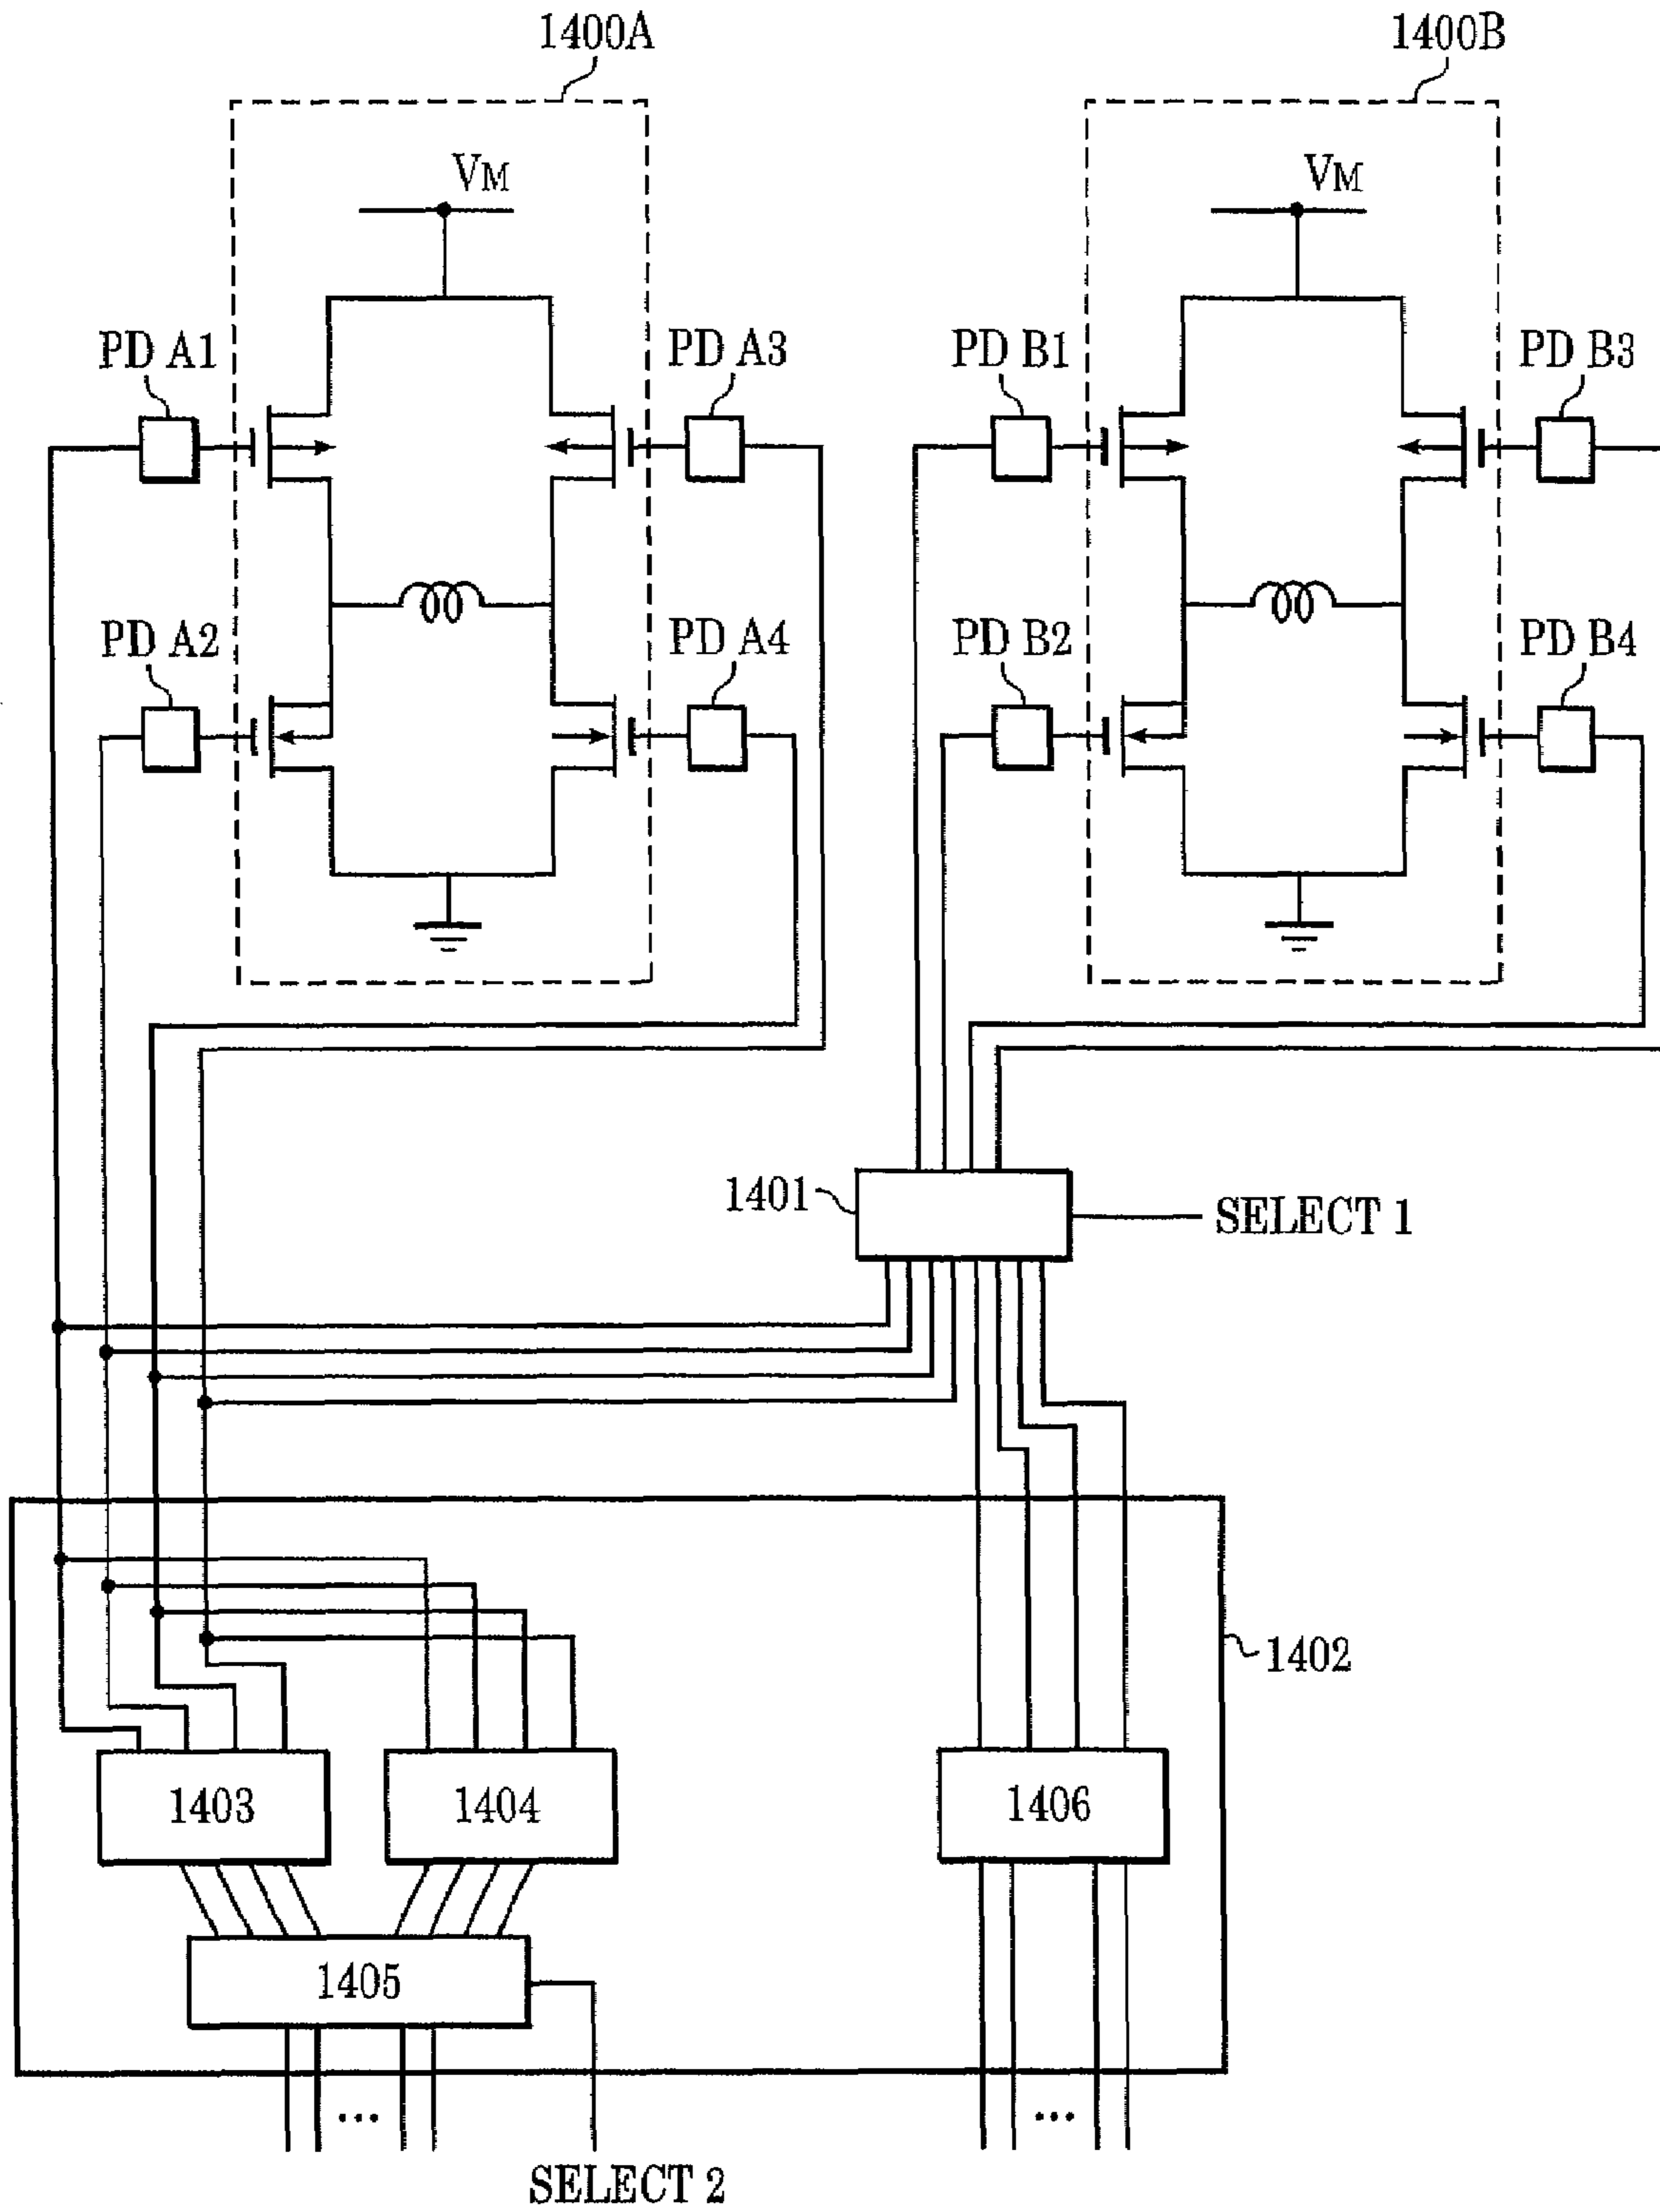 1400A
1400B
VM
VM
PD A1
PD A3
PD B1
PD B3
PD A2
PD A4
PD B2
PD B4
1401
SELECT 1
1402
1403
1404
1406
1405
...
...
SELECT 2